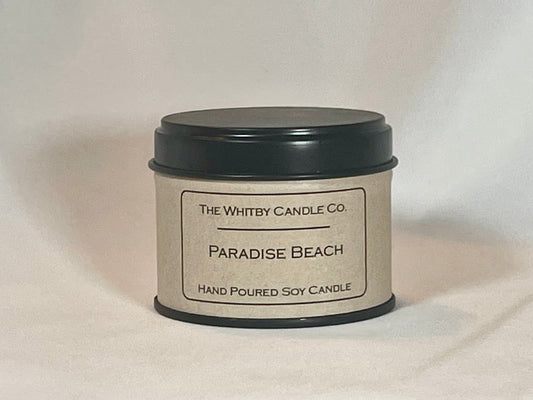 The Whitby Candle Co.
Paradise Beach
Hand Poured Soy Candle